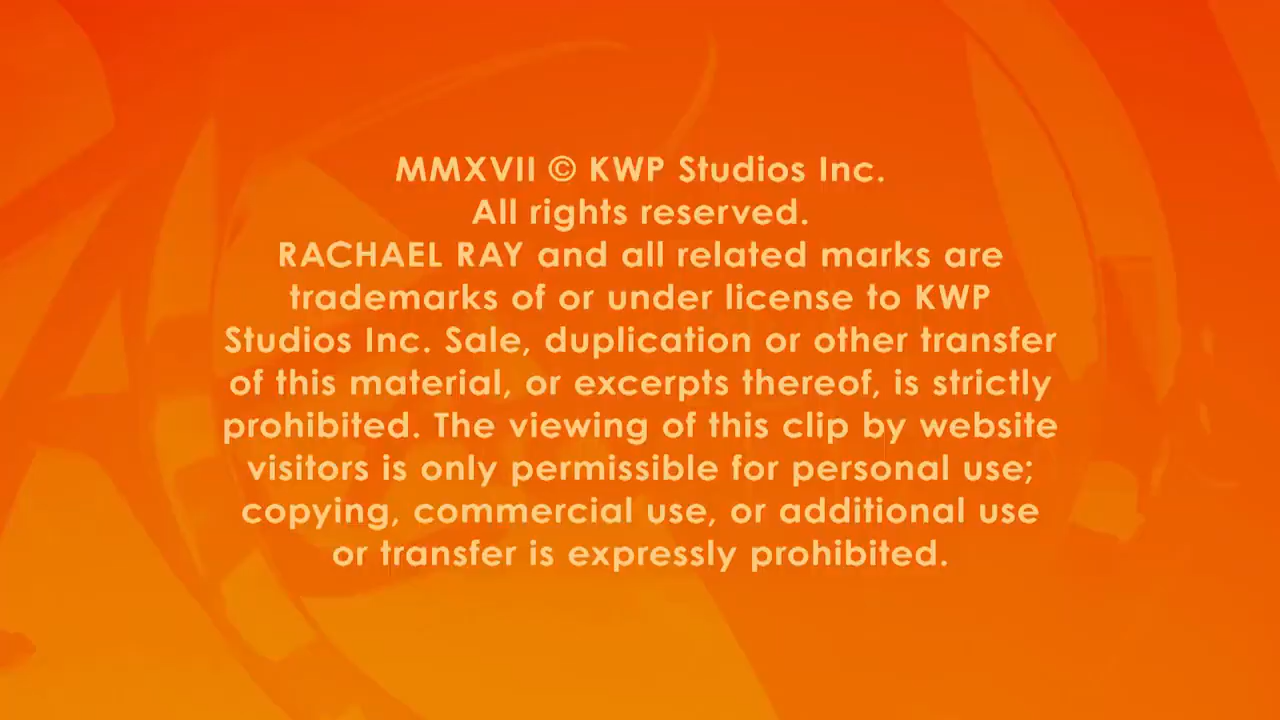 MMXVII © KWP Studios Inc.
All rights reserved.
RACHAEL RAY and all related marks are
trademarks of or under license to KWP
Studios Inc. Sale, duplication or other transfer
of this material, or excerpts thereof, is strictly
prohibited. The viewing of this clip by website
visitors is only permissible for personal use;
copying, commercial use, or additional use
or transfer is expressly prohibited.